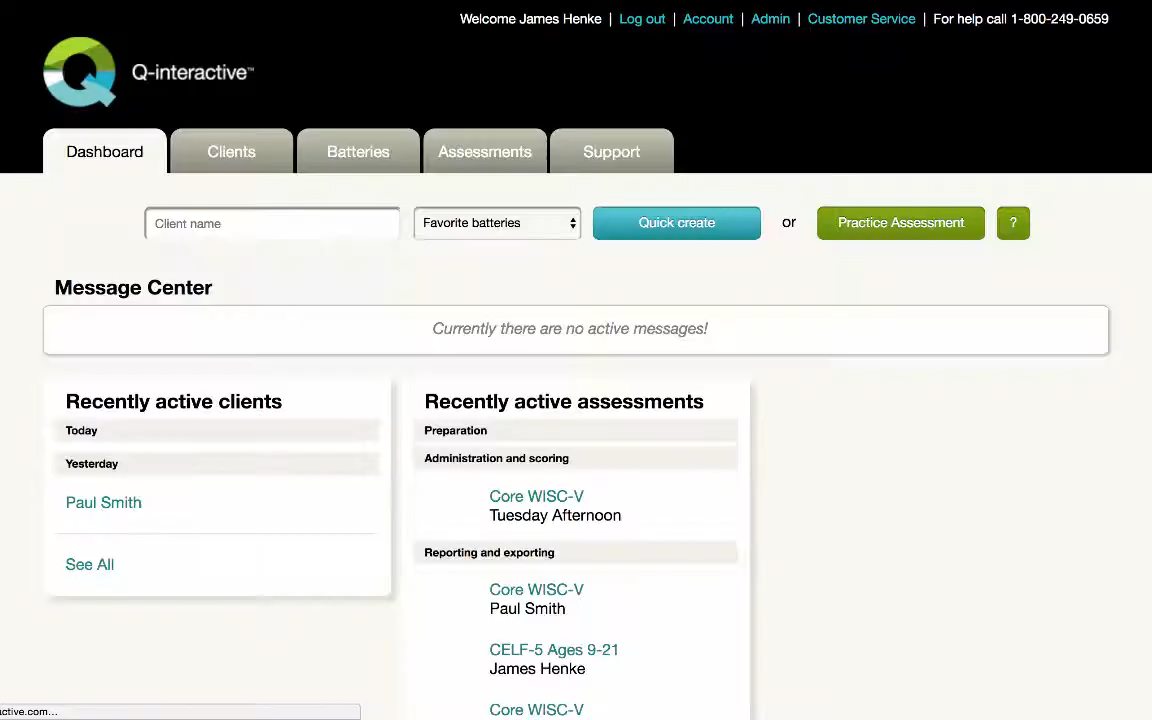 Welcome James Henke | Log out | Account | Admin | Customer Service | For help call 1-800-249-0659
Q-interactive™
Dashboard Clients Batteries Assessments Support
Client name Favorite batteries Quick create or Practice Assessment ?
Message Center
Currently there are no active messages!
Recently active clients
Today
Yesterday
Paul Smith
See All
Recently active assessments
Preparation
Administration and scoring
Core WISC-V
Tuesday Afternoon
Reporting and exporting
Core WISC-V
Paul Smith
CELF-5 Ages 9-21
James Henke
Core WISC-V
active.com...